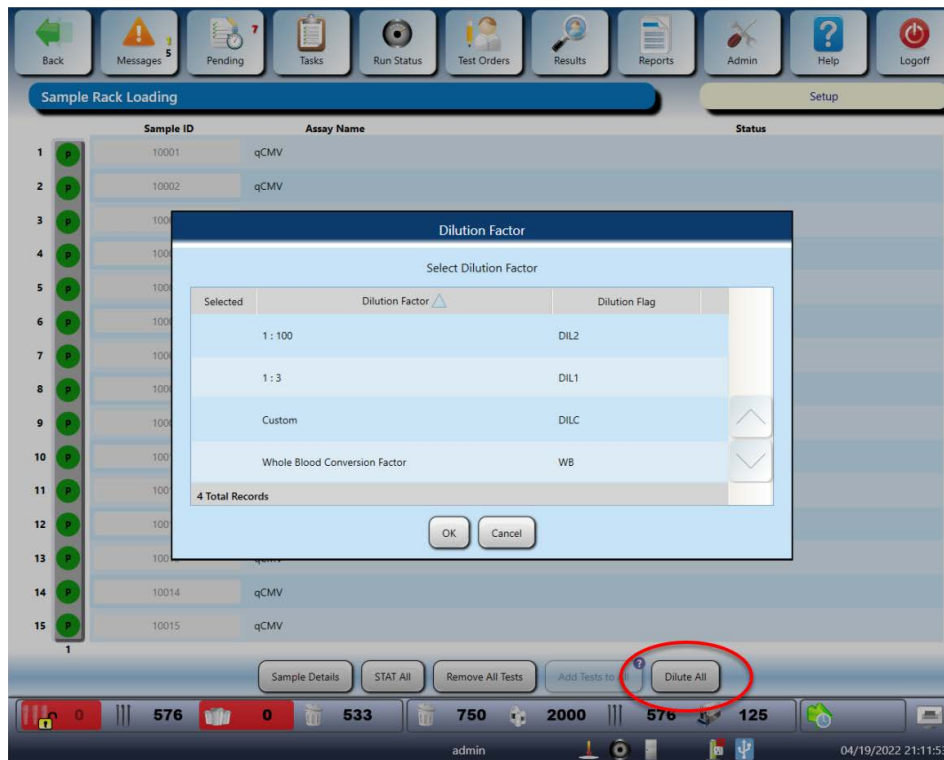 Back
Messages 5
Pending 7
Tasks
Run Status
Test Orders
Results
Reports
Admin
? Help
Logoff
Sample Rack Loading
Setup
Sample ID Assay Name Status
1 P 10001 qCMV
2 P 10002 qCMV
3 P
4 P
5 P
6 P
7 P
8 P
9 P
10 P
11 P
12 P
13 P
14 P 10014 qCMV
15 P 10015 qCMV
1
Dilution Factor
Select Dilution Factor
Selected Dilution Factor Dilution Flag
1 : 100 DIL2
1 : 3 DIL1
Custom DILC
Whole Blood Conversion Factor WB
4 Total Records
OK Cancel
Sample Details STAT All Remove All Tests Add Tests to All ? Dilute All
0 576 0 533 750 2000 576 125
admin 04/19/2022 21:11:53